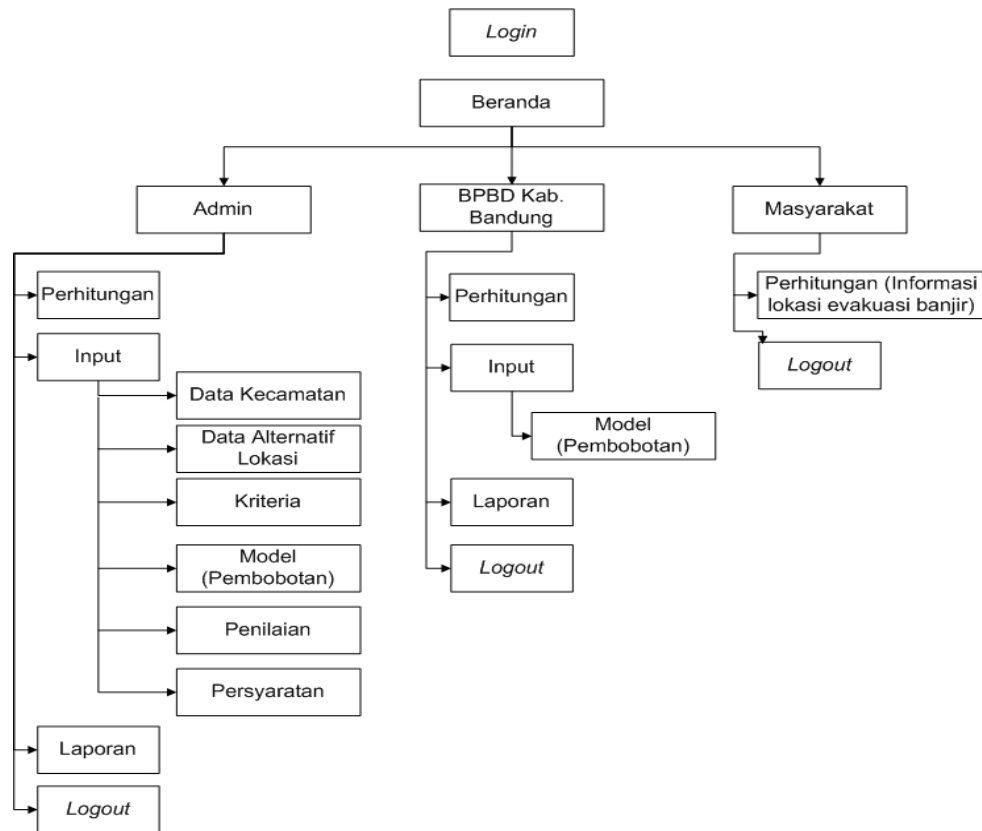 Login
Beranda
Admin
Perhitungan
Input
Data Kecamatan
Data Alternatif
Lokasi
Kriteria
Model
(Pembobotan)
Penilaian
Persyaratan
Laporan
Logout
BPBD Kab.
Bandung
Perhitungan
Input
Model
(Pembobotan)
Laporan
Logout
Masyarakat
Perhitungan (Informasi
lokasi evakuasi banjir)
Logout